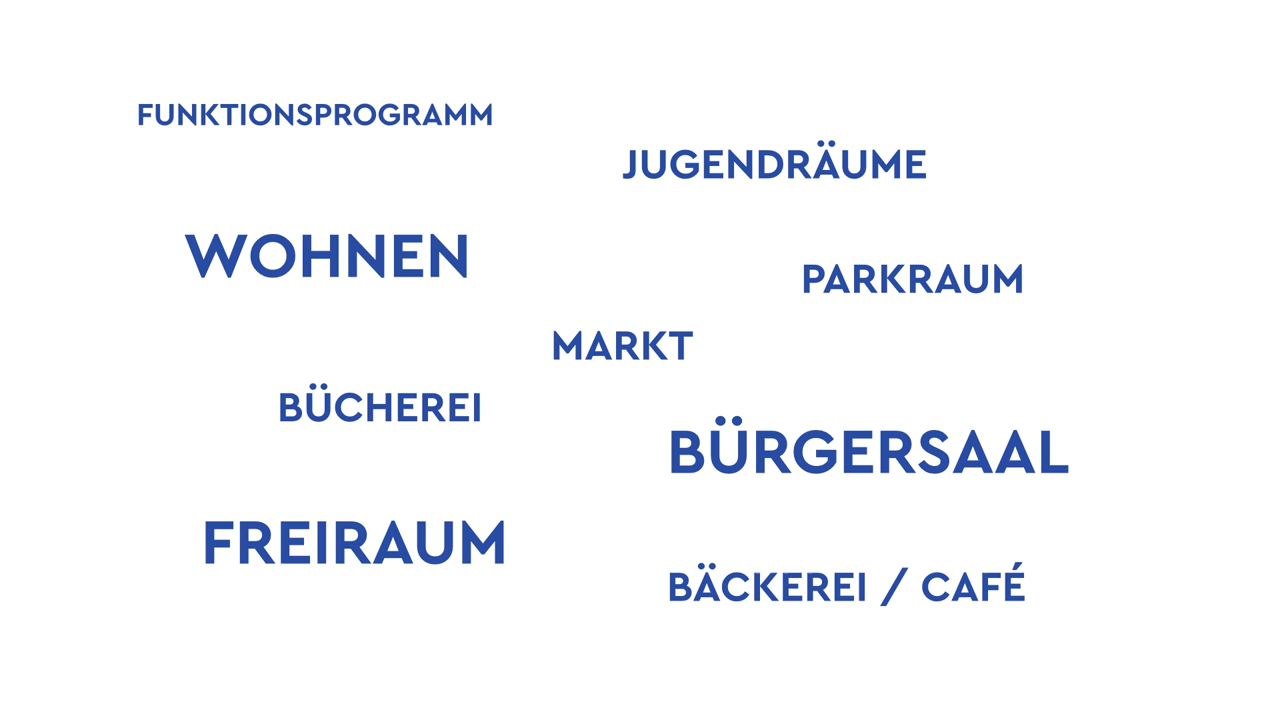 FUNKTIONSPROGRAMM
JUGENDRÄUME
WOHNEN
PARKRAUM
MARKT
BÜCHEREI
BÜRGERSAAL
FREIRAUM
BÄCKEREI / CAFÉ